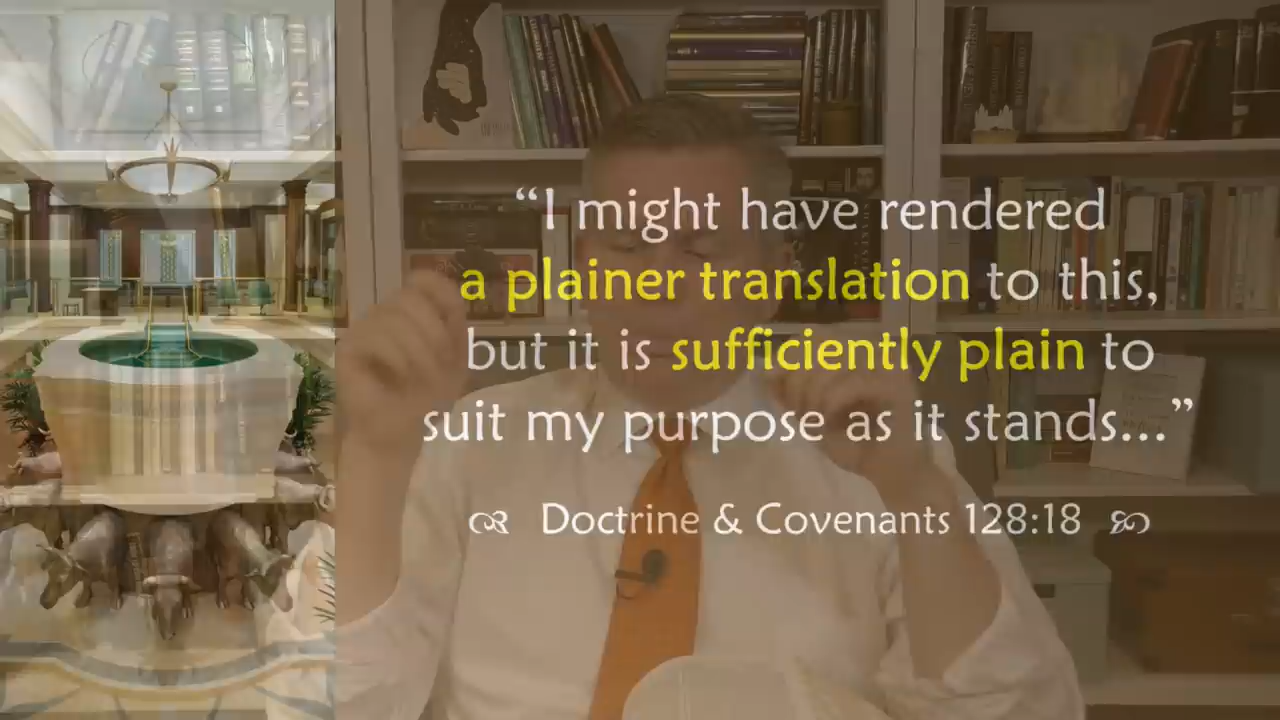 “I might have rendered
a plainer translation to this,
but it is sufficiently plain to
suit my purpose as it stands...”
Doctrine & Covenants 128:18